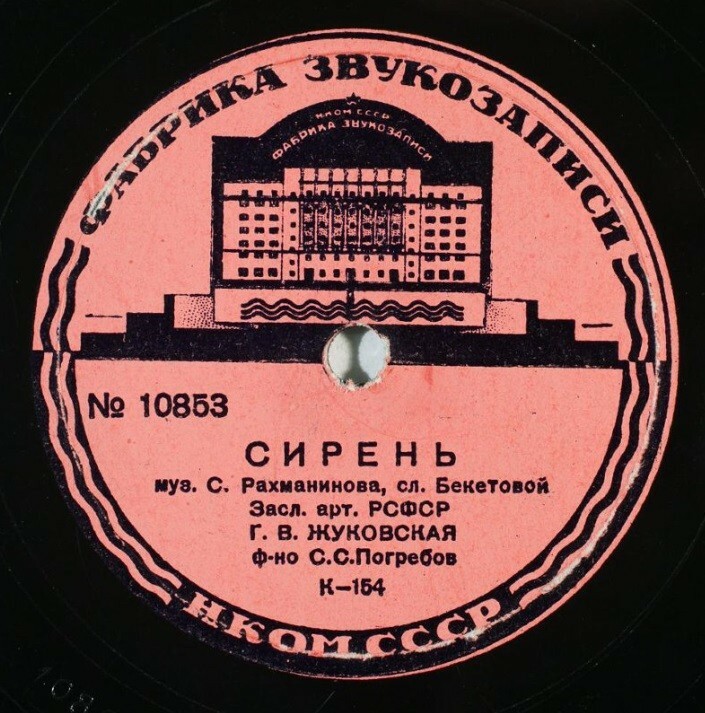 ФАБРИКА ЗВУКОЗАПИСИ
НКОМ СССР
ФАБРИКА ЗВУКОЗАПИСИ
№ 10853
СИРЕНЬ
муз. С. Рахманинова, сл. Бекетовой
Засл. арт. РСФСР
Г. В. ЖУКОВСКАЯ
ф-но С.С.Погребов
К-154
НКОМ СССР